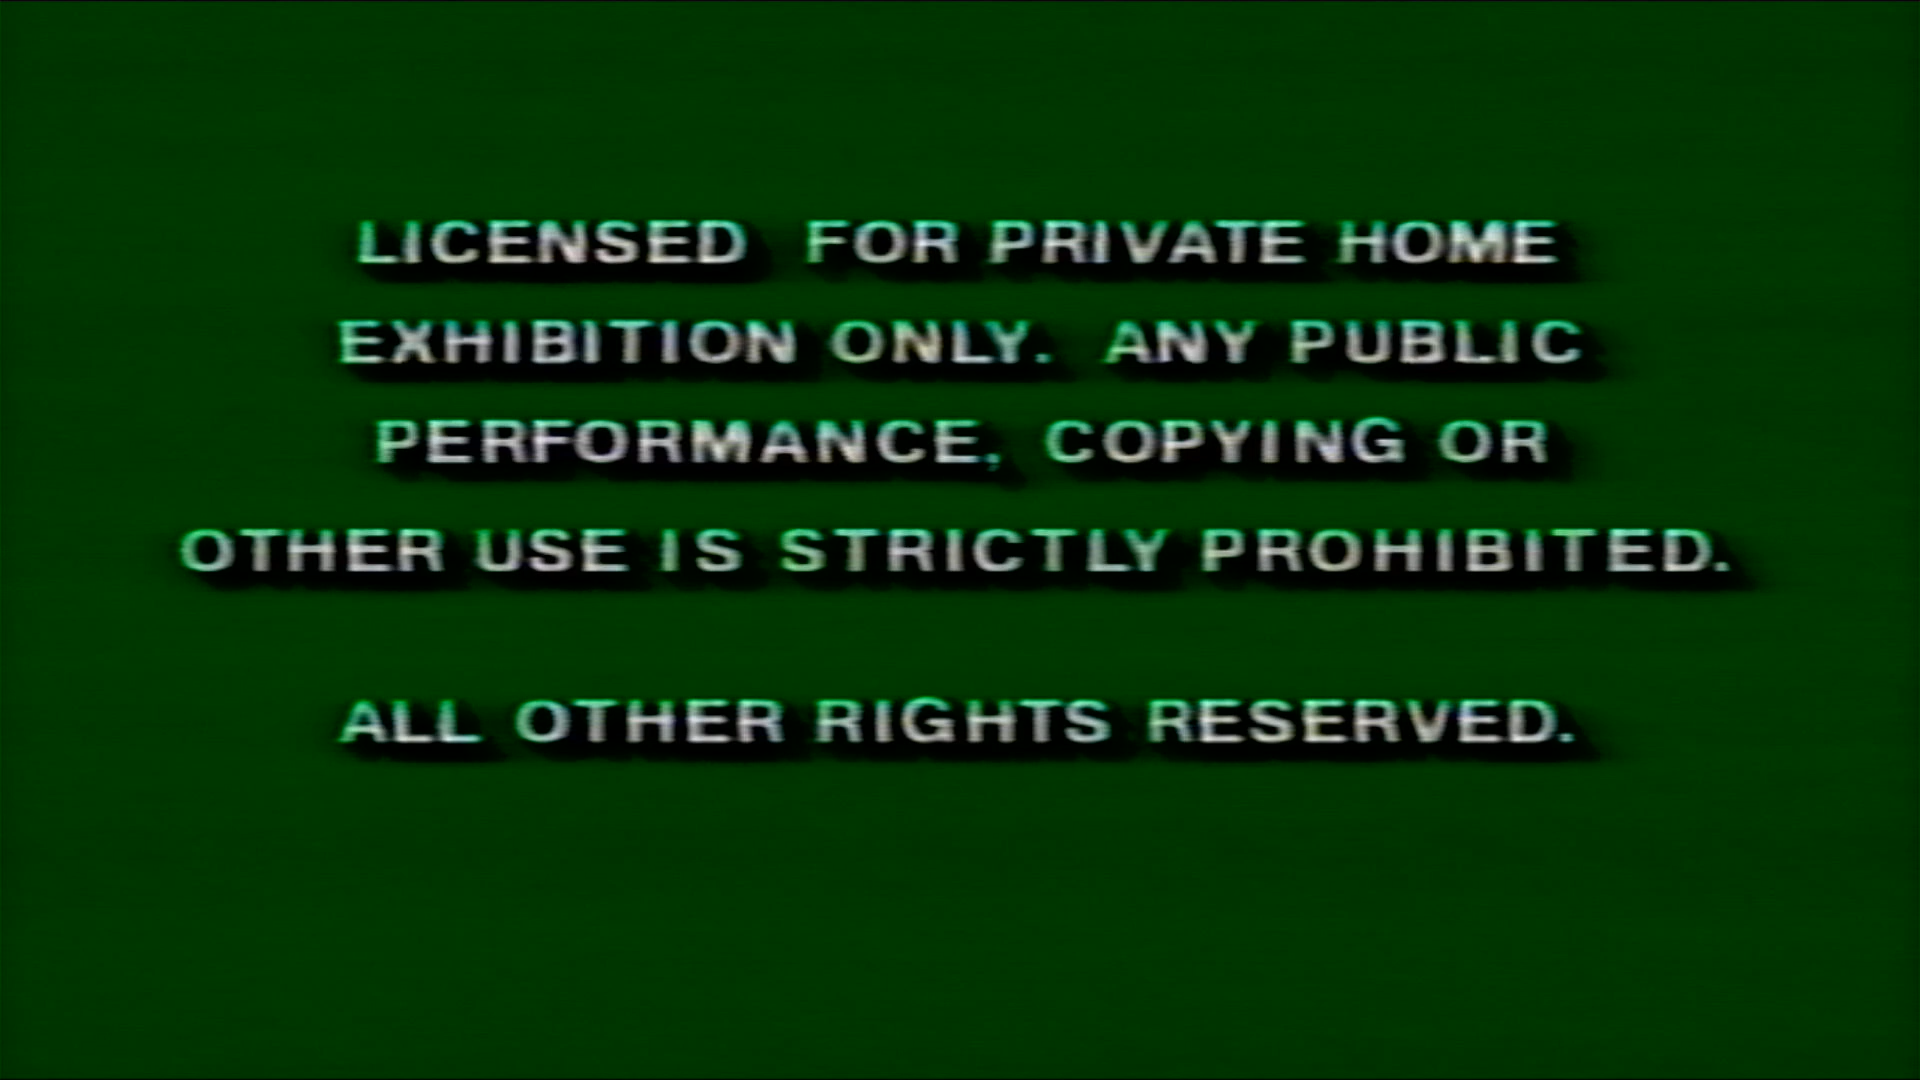 LICENSED FOR PRIVATE HOME
EXHIBITION ONLY. ANY PUBLIC
PERFORMANCE, COPYING OR
OTHER USE IS STRICTLY PROHIBITED.
ALL OTHER RIGHTS RESERVED.